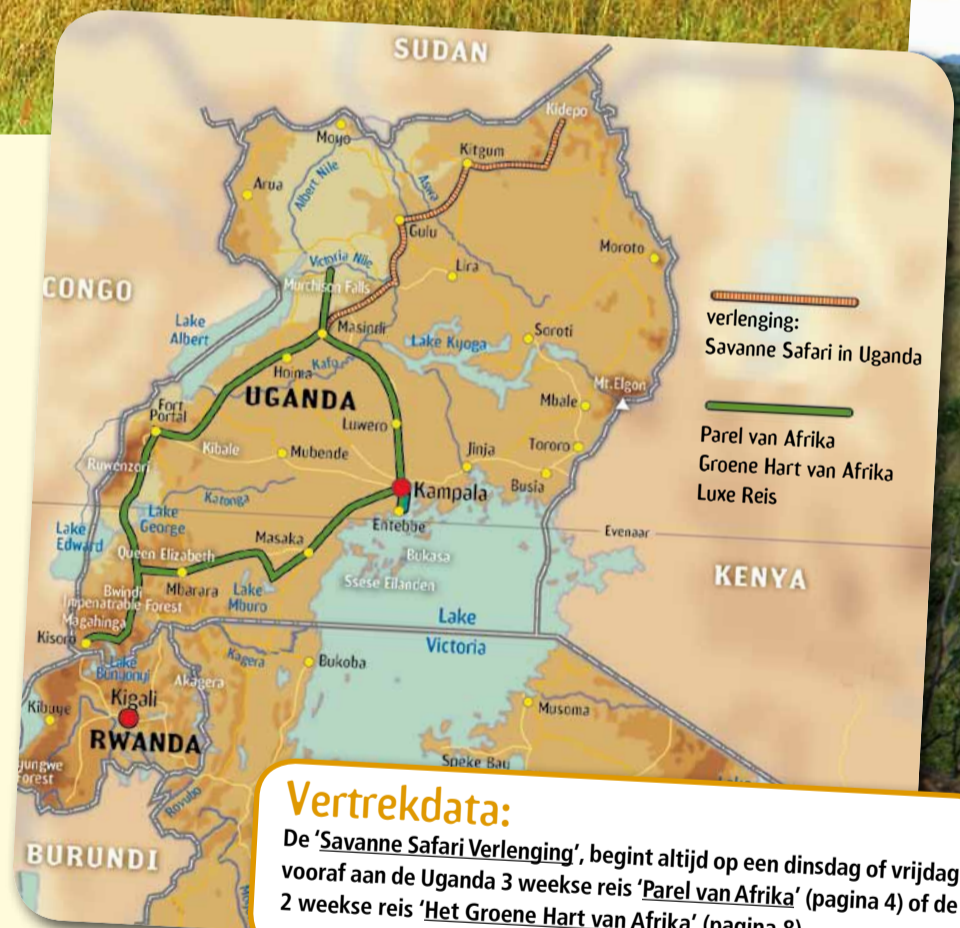 SUDAN
Kidepo
Moyo
Kitgum
Albert Nile
Aswa
Arua
Gulu
Moroto
Victoria Nile
Lira
CONGO
Murchison Falls
verlenging:
Savanne Safari in Uganda
Lake
Albert
Masindi
Soroti
Lake Kyoga
Hoima
Kafu
UGANDA
Mt.Elgon
Mbale
Fort
Portal
Luwero
Parel van Afrika
Groene Hart van Afrika
Luxe Reis
Kibale
Mubende
Jinja
Tororo
Ruwenzori
Katonga
Kampala
Busia
Lake
George
Entebbe
Evenaar
Lake
Edward
Masaka
Queen Elizabeth
Bukasa
KENYA
Mbarara
Lake
Mburo
Ssese Eilanden
Bwindi
Impenatrable Forest
Magahinga
Lake
Victoria
Kisoro
Kagera
Bukoba
Lake
Bunyonyi
Akagera
Kigali
Kibuye
Musoma
RWANDA
Speke Bau
BURUNDI
Vertrekdata:
De ‘Savanne Safari Verlenging’, begint altijd op een dinsdag of vrijdag
vooraf aan de Uganda 3 weekse reis ‘Parel van Afrika’ (pagina 4) of de
2 weekse reis ‘Het Groene Hart van Afrika’ (pagina 8)